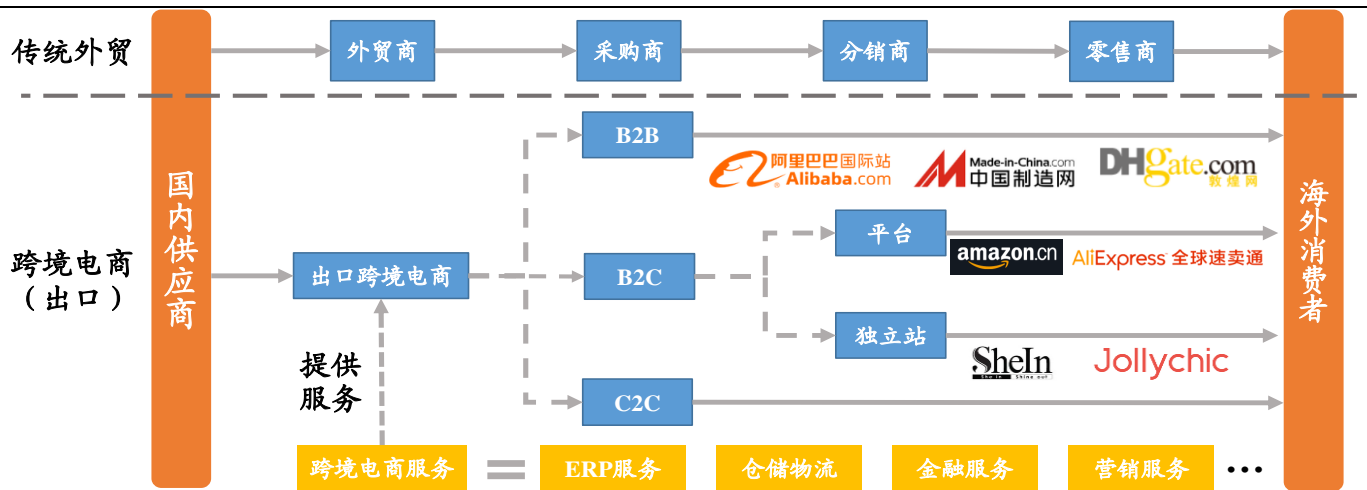 传统外贸
外贸商
采购商
分销商
零售商
国内供应商
海外消费者
B2B
阿里巴巴国际站
Alibaba.com
Made-in-China.com
中国制造网
DHgate.com
敦煌网
跨境电商
(出口)
出口跨境电商
B2C
平台
amazon.cn
AliExpress 全球速卖通
独立站
SheIn
She in Shine out
Jollychic
提供
服务
C2C
跨境电商服务
=
ERP服务
仓储物流
金融服务
营销服务
•••